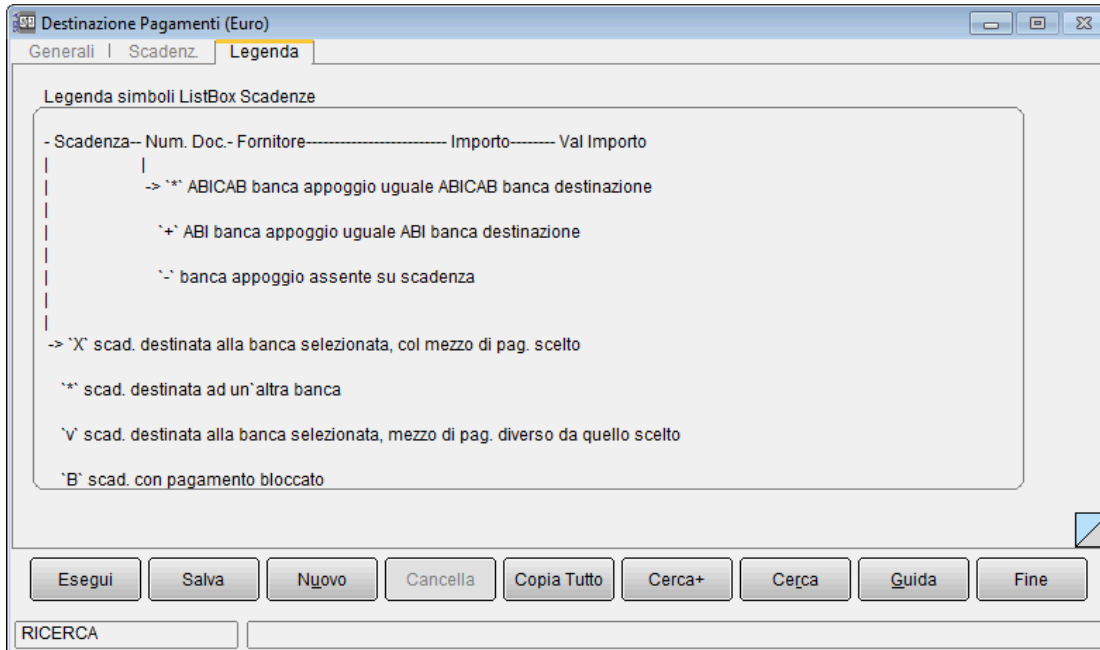 Destinazione Pagamenti (Euro)
Generali | Scadenz. Legenda
Legenda simboli ListBox Scadenze
- Scadenza-- Num. Doc.- Fornitore------------------------- Importo-------- Val Importo
| |
| -> `*` ABICAB banca appoggio uguale ABICAB banca destinazione
|
| `+` ABI banca appoggio uguale ABI banca destinazione
|
| `-` banca appoggio assente su scadenza
|
|
-> `X` scad. destinata alla banca selezionata, col mezzo di pag. scelto
`*` scad. destinata ad un`altra banca
`v` scad. destinata alla banca selezionata, mezzo di pag. diverso da quello scelto
`B` scad. con pagamento bloccato
Esegui Salva Nuovo Cancella Copia Tutto Cerca+ Cerca Guida Fine
RICERCA